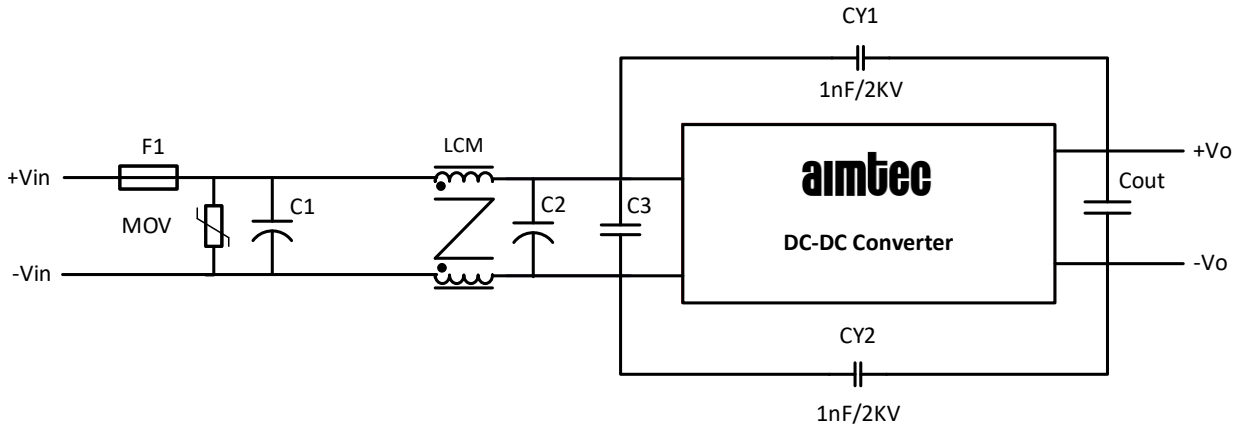 CY1
1nF/2KV
F1
LCM
+Vin
+Vo
aimtec
Cout
C1
C2
C3
MOV
DC-DC Converter
-Vin
-Vo
CY2
1nF/2KV